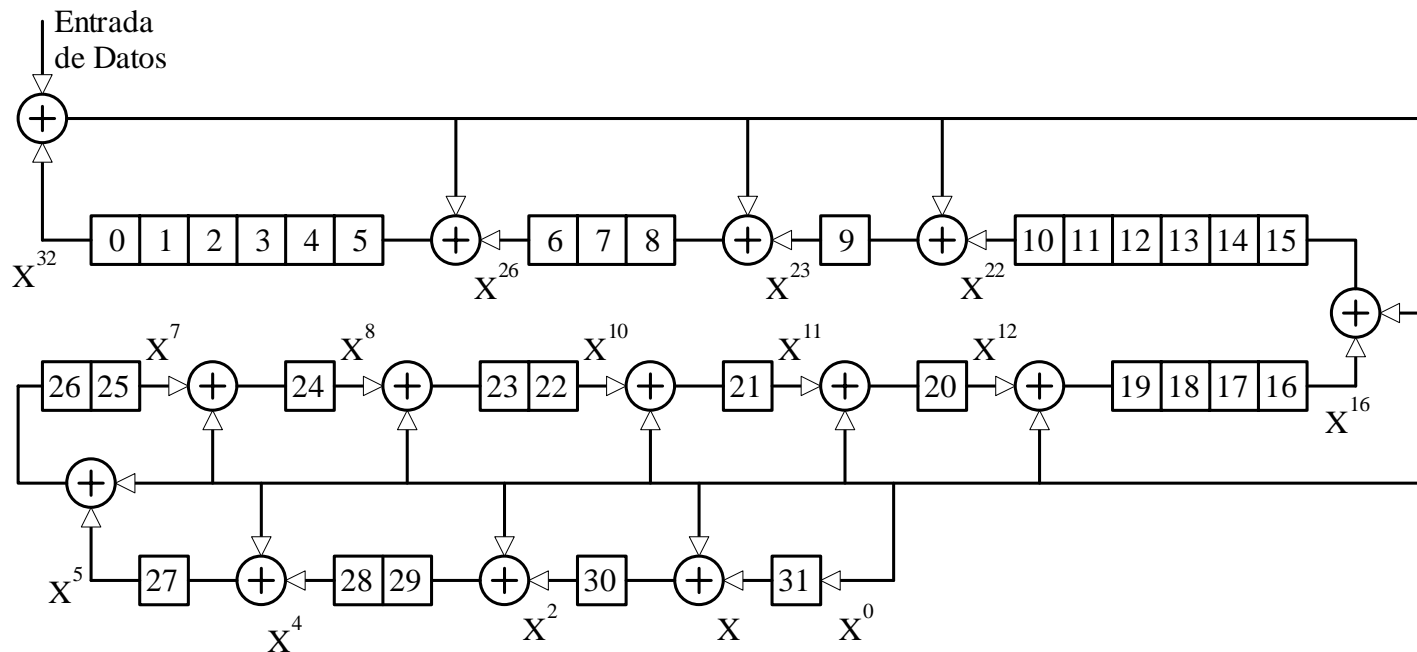 Entrada
de Datos
0 1 2 3 4 5 6 7 8 9 10 11 12 13 14 15
X^32 X^26 X^23 X^22
X^7 X^8 X^10 X^11 X^12
26 25 24 23 22 21 20 19 18 17 16
X^16
27 28 29 30 31
X^5 X^4 X^2 X X^0